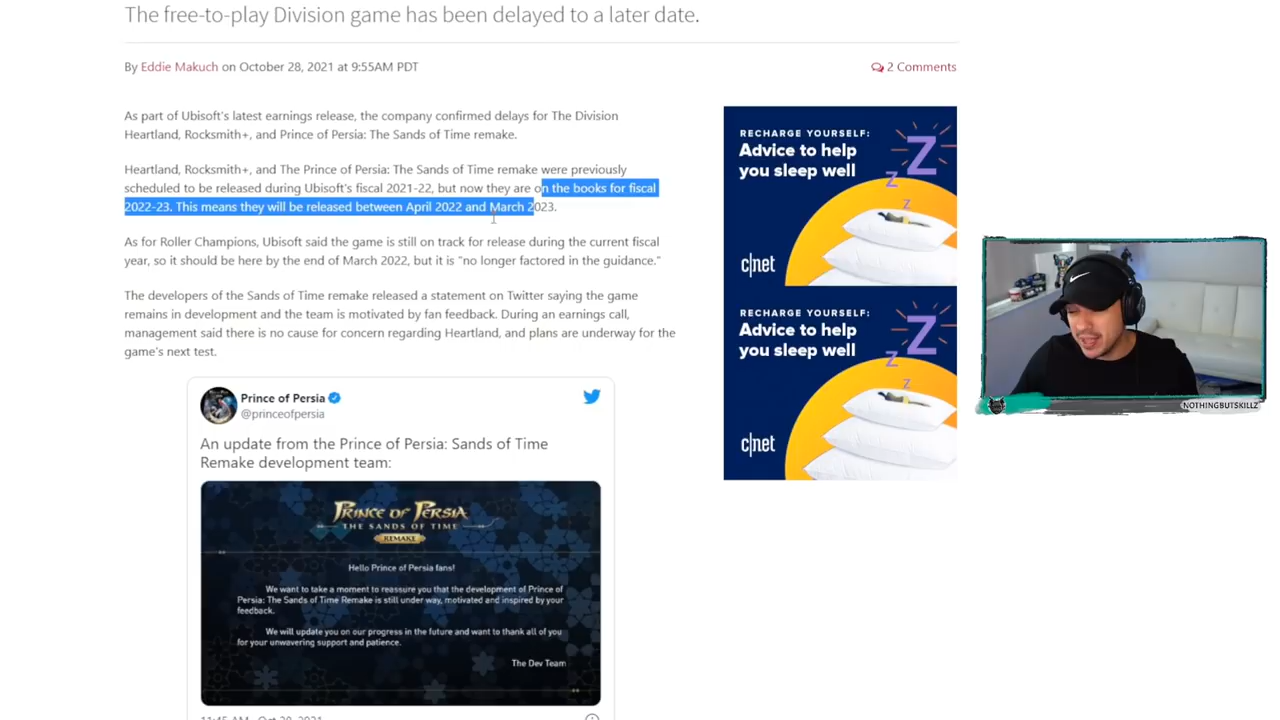 The free-to-play Division game has been delayed to a later date.
By Eddie Makuch on October 28, 2021 at 9:55AM PDT
2 Comments
As part of Ubisoft's latest earnings release, the company confirmed delays for The Division
Heartland, Rocksmith+, and Prince of Persia: The Sands of Time remake.
Heartland, Rocksmith+, and The Prince of Persia: The Sands of Time remake were previously
scheduled to be released during Ubisoft's fiscal 2021-22, but now they are on the books for fiscal
2022-23. This means they will be released between April 2022 and March 2023.
As for Roller Champions, Ubisoft said the game is still on track for release during the current fiscal
year, so it should be here by the end of March 2022, but it is "no longer factored in the guidance."
The developers of the Sands of Time remake released a statement on Twitter saying the game
remains in development and the team is motivated by fan feedback. During an earnings call,
management said there is no cause for concern regarding Heartland, and plans are underway for the
game's next test.
Prince of Persia
@princeofpersia
An update from the Prince of Persia: Sands of Time
Remake development team:
PRINCE OF PERSIA
THE SANDS OF TIME
REMAKE
Hello Prince of Persia fans!
We want to take a moment to reassure you that the development of Prince of
Persia: The Sands of Time Remake is still under way, motivated and inspired by your
feedback.
We will update you on our progress in the future and want to thank all of you
for your unwavering support and patience.
The Dev Team
11:45 AM · Oct 28, 2021
RECHARGE YOURSELF:
Advice to help
you sleep well
Z
Z
Z
c|net
RECHARGE YOURSELF:
Advice to help
you sleep well
Z
Z
Z
c|net
NOTHINGBUTSKILLZ